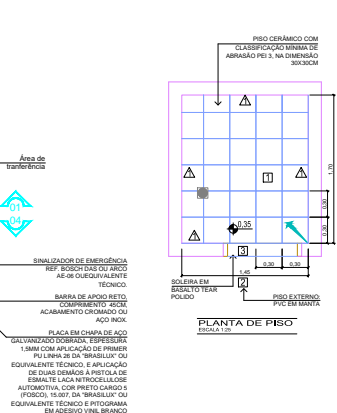 PISO CERÂMICO COM
CLASSIFICAÇÃO MÍNIMA DE
ABRASÃO PEI 3, NA DIMENSÃO
30X30CM
1
Área de
tranferência
1
1
1
1,70
01
04
0,30
0,35
1
0,30
3
SINALIZADOR DE EMERGÊNCIA
REF. BOSCH DAS OU ARCO
AE-06 OUEQUIVALENTE
TÉCNICO.
0,30
0,30
1,45
SOLEIRA EM
BASALTO TEAR
POLIDO
2
BARRA DE APOIO RETO,
COMPRIMENTO 45CM,
ACABAMENTO CROMADO OU
AÇO INOX.
PISO EXTERNO:
PVC EM MANTA
PLANTA DE PISO
ESCALA 1:25
PLACA EM CHAPA DE AÇO
GALVANIZADO DOBRADA, ESPESSURA
1,5MM COM APLICAÇÃO DE PRIMER
PU LINHA 26 DA "BRASILUX" OU
EQUIVALENTE TÉCNICO, E APLICAÇÃO
DE DUAS DEMÃOS À PISTOLA DE
ESMALTE LACA NITROCELULOSE
AUTOMOTIVA, COR PRETO CARGO 5
(FOSCO), 15.007, DA "BRASILUX" OU
EQUIVALENTE TÉCNICO E PITOGRAMA
EM ADESIVO VINIL BRANCO